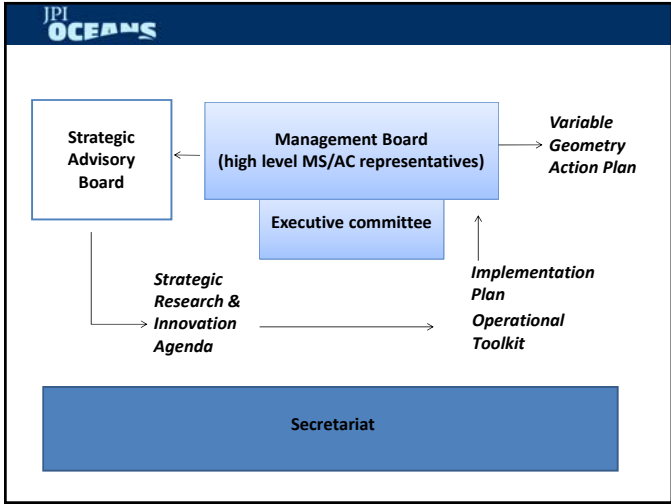 JPI
OCEANS
Strategic
Advisory
Board
Management Board
(high level MS/AC representatives)
Variable
Geometry
Action Plan
Executive committee
Strategic
Research &
Innovation
Agenda
Implementation
Plan
Operational
Toolkit
Secretariat